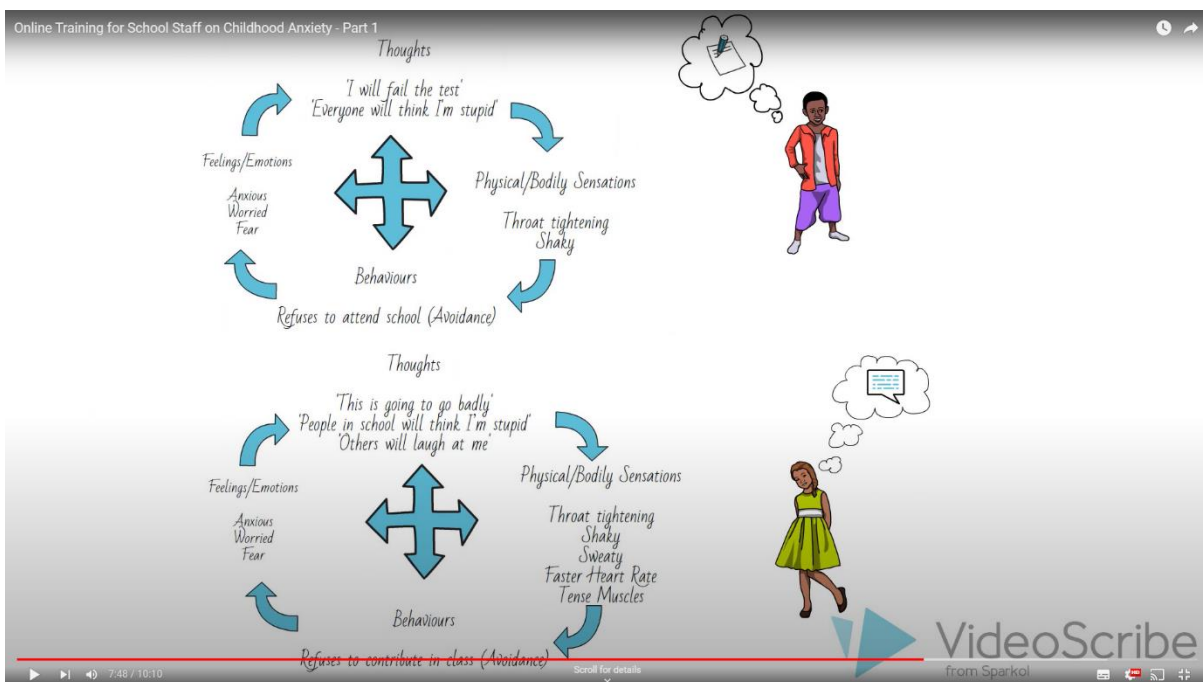 Online Training for School Staff on Childhood Anxiety - Part 1
Thoughts
'I will fail the test'
'Everyone will think I'm stupid'
Feelings/Emotions
Anxious
Worried
Fear
Physical/Bodily Sensations
Throat tightening
Shaky
Behaviours
Refuses to attend school (Avoidance)
Thoughts
'This is going to go badly'
'People in school will think I'm stupid'
'Others will laugh at me'
Feelings/Emotions
Anxious
Worried
Fear
Physical/Bodily Sensations
Throat tightening
Shaky
Sweaty
Faster Heart Rate
Tense Muscles
Behaviours
Refuses to contribute in class (Avoidance)
VideoScribe
from Sparkol
7:48 / 10:10
Scroll for details
HD